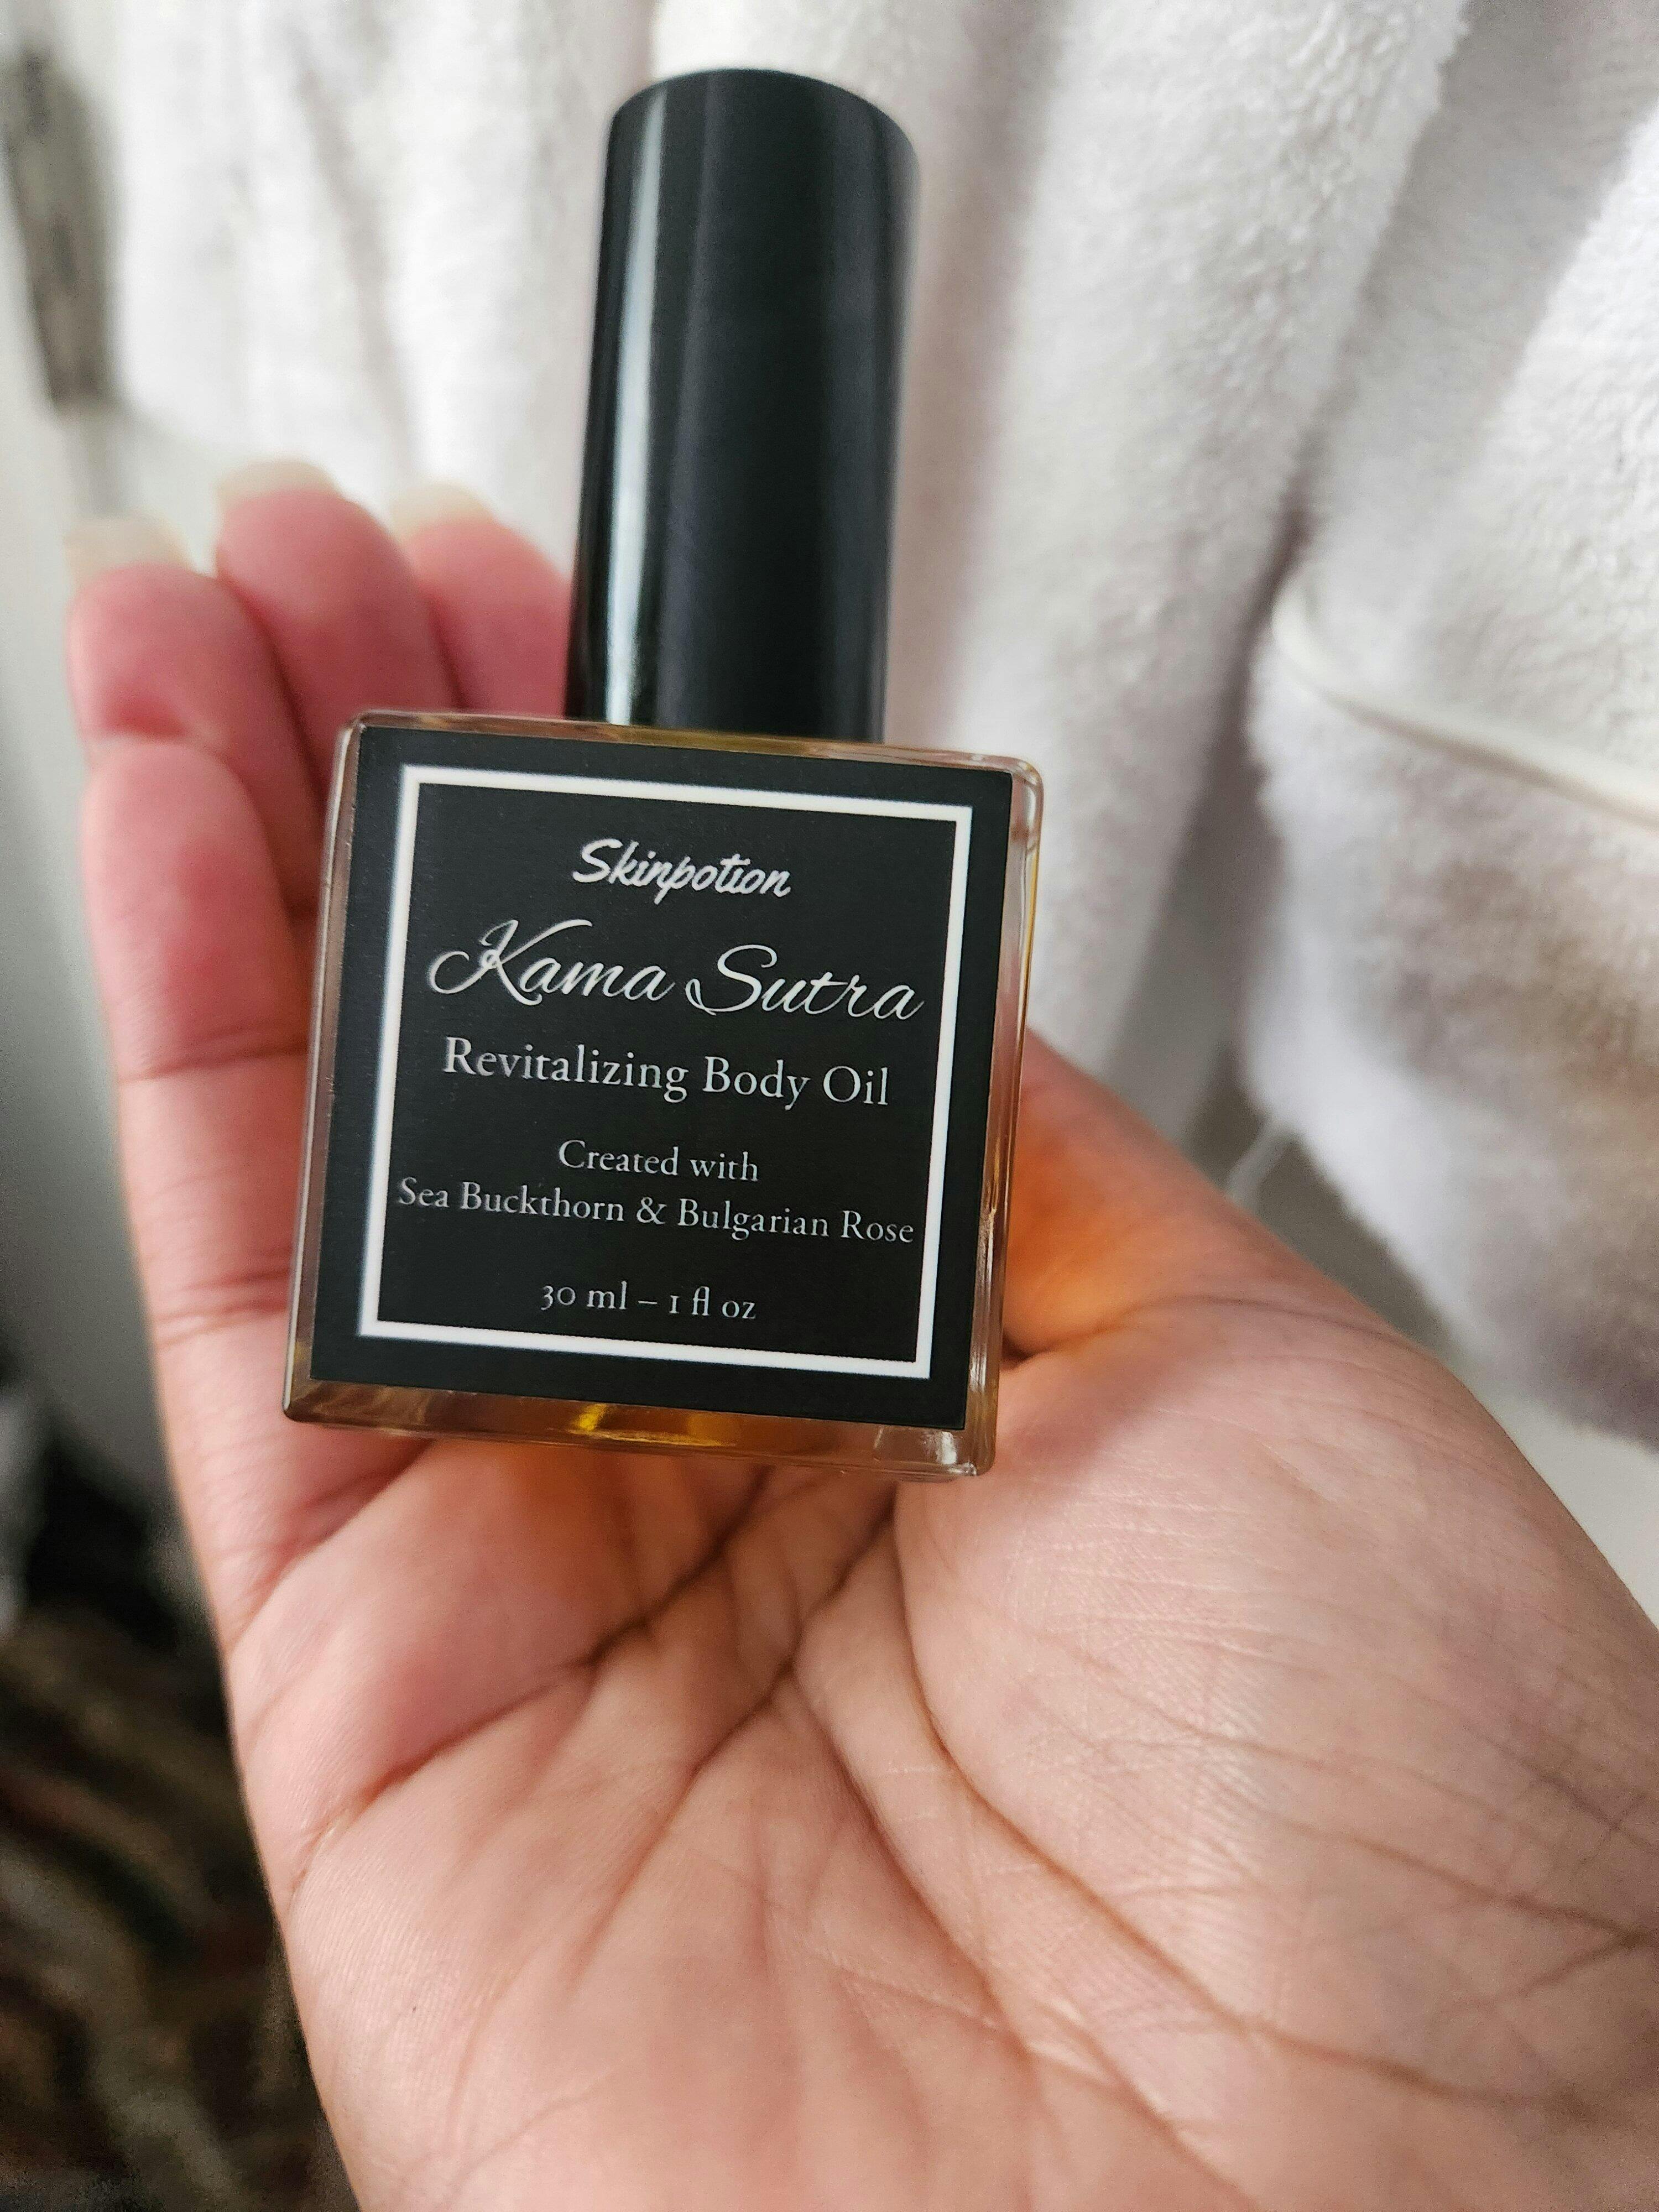 Skinpotion
Kama Sutra
Revitalizing Body Oil
Created with
Sea Buckthorn & Bulgarian Rose
30 ml – 1 fl oz